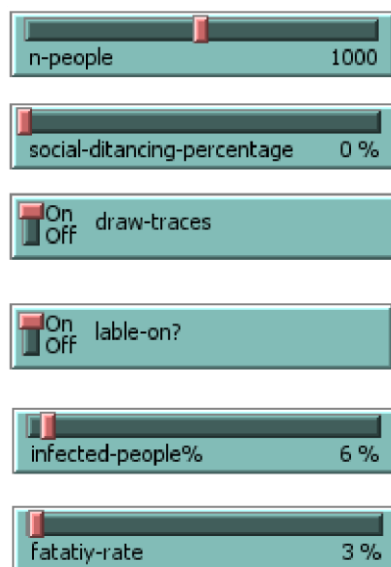 n-people 1000
social-ditancing-percentage 0 %
On
Off
draw-traces
On
Off
lable-on?
infected-people% 6 %
fatatiy-rate 3 %